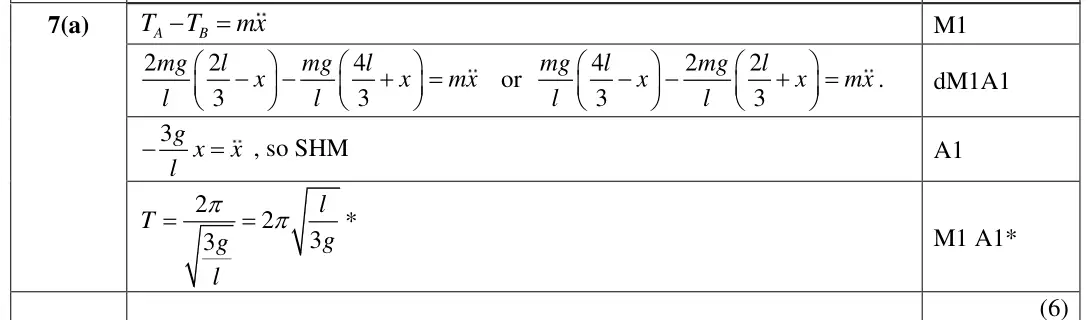 7(a) T_A − T_B = mẍ M1
2mg/l (2l/3 − x) − mg/l (4l/3 + x) = mẍ or mg/l (4l/3 − x) − 2mg/l (2l/3 + x) = mẍ. dM1A1
−3g/l x = ẍ , so SHM A1
T = 2π/√(3g/l) = 2π√(l/3g) * M1 A1*
(6)